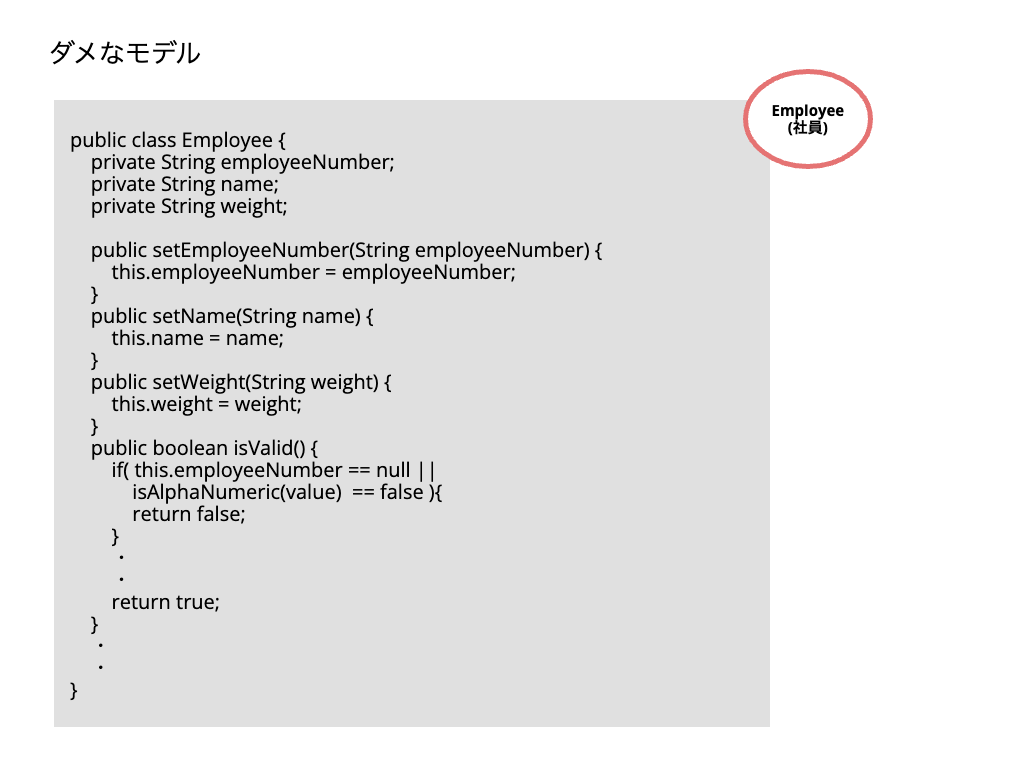 ダメなモデル
Employee
(社員)
public class Employee {
    private String employeeNumber;
    private String name;
    private String weight;

    public setEmployeeNumber(String employeeNumber) {
        this.employeeNumber = employeeNumber;
    }
    public setName(String name) {
        this.name = name;
    }
    public setWeight(String weight) {
        this.weight = weight;
    }
    public boolean isValid() {
        if( this.employeeNumber == null ||
            isAlphaNumeric(value)  == false ){
            return false;
        }
        ・
        ・
        return true;
    }
    ・
    ・
}